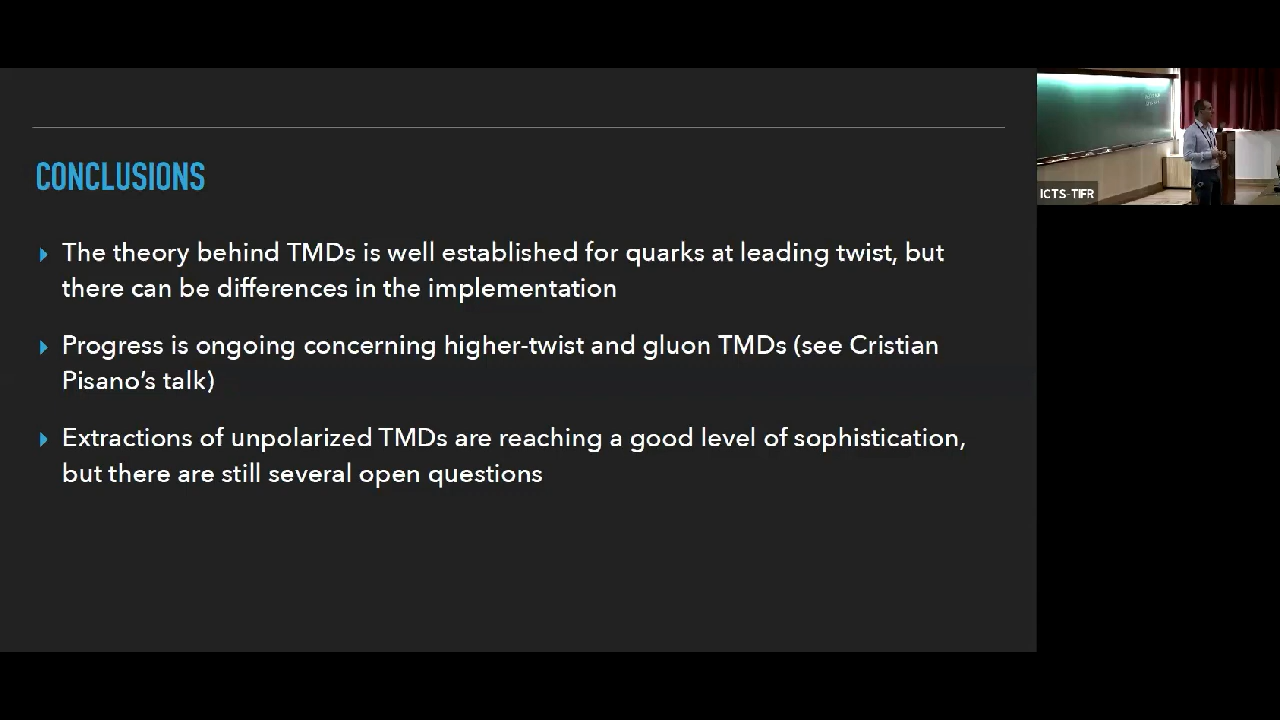 CONCLUSIONS
The theory behind TMDs is well established for quarks at leading twist, but
there can be differences in the implementation
Progress is ongoing concerning higher-twist and gluon TMDs (see Cristian
Pisano's talk)
Extractions of unpolarized TMDs are reaching a good level of sophistication,
but there are still several open questions
ICTS-TIFR